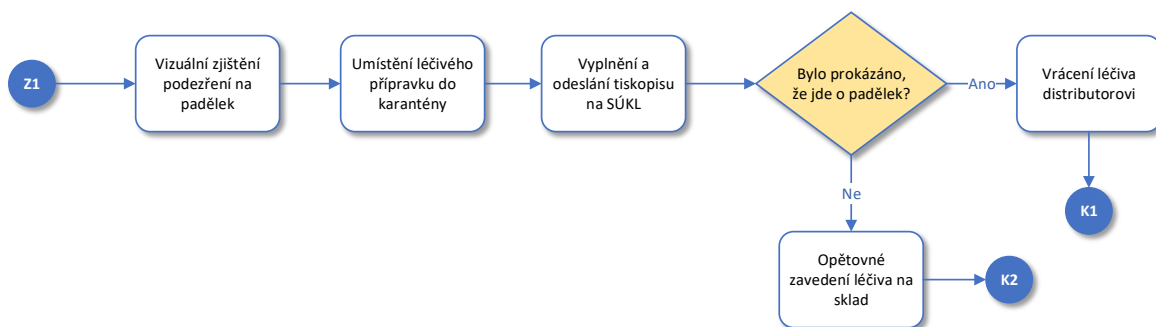 Z1
Vizuální zjištění
podezření na
padělek
Umístění léčivého
přípravku do
karantény
Vyplnění a
odeslání tiskopisu
na SÚKL
Bylo prokázáno,
že jde o padělek?
Ano
Vrácení léčiva
distributorovi
K1
Ne
Opětovné
zavedení léčiva na
sklad
K2